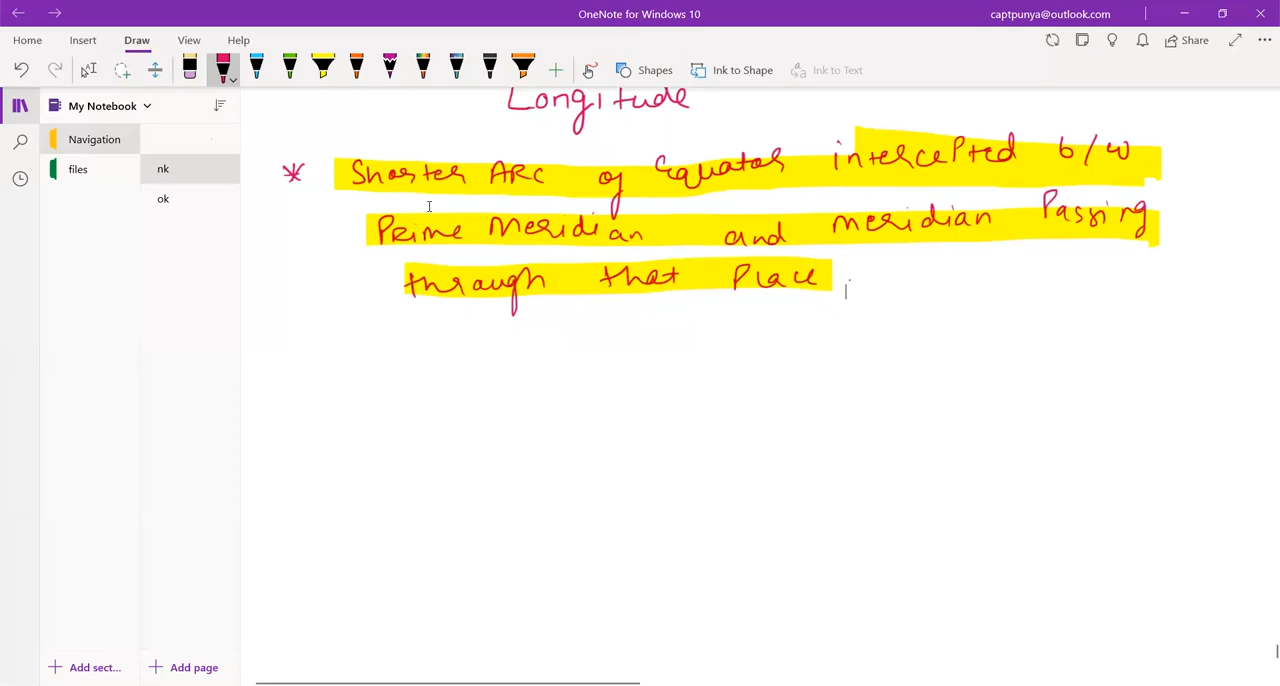 OneNote for Windows 10
captpunya@outlook.com
Home Insert Draw View Help
Share
Shapes Ink to Shape Ink to Text
My Notebook
Navigation
files
nk
ok
Longitude
* Shorter ARC of Equator intercepted b/w
Prime Meridian and meridian Passing
through that Place
Add sect... Add page